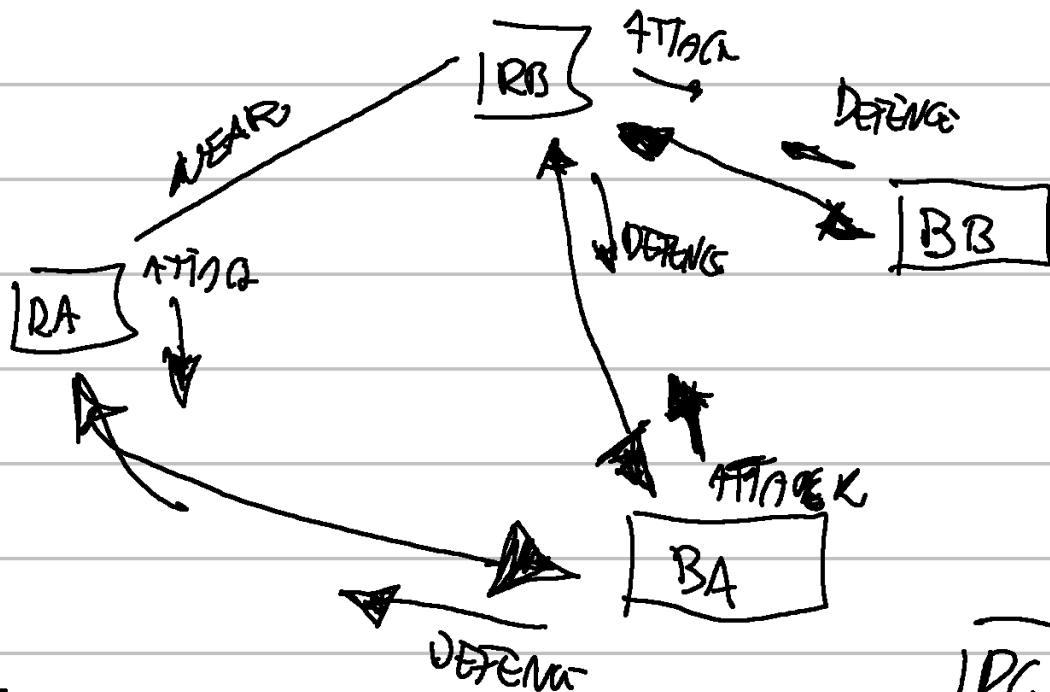 ATTACK
RB
DEFENCE
NEAR
BB
DEFENCE
RA
ATTACK
ATTACK
BA
DEFENCE